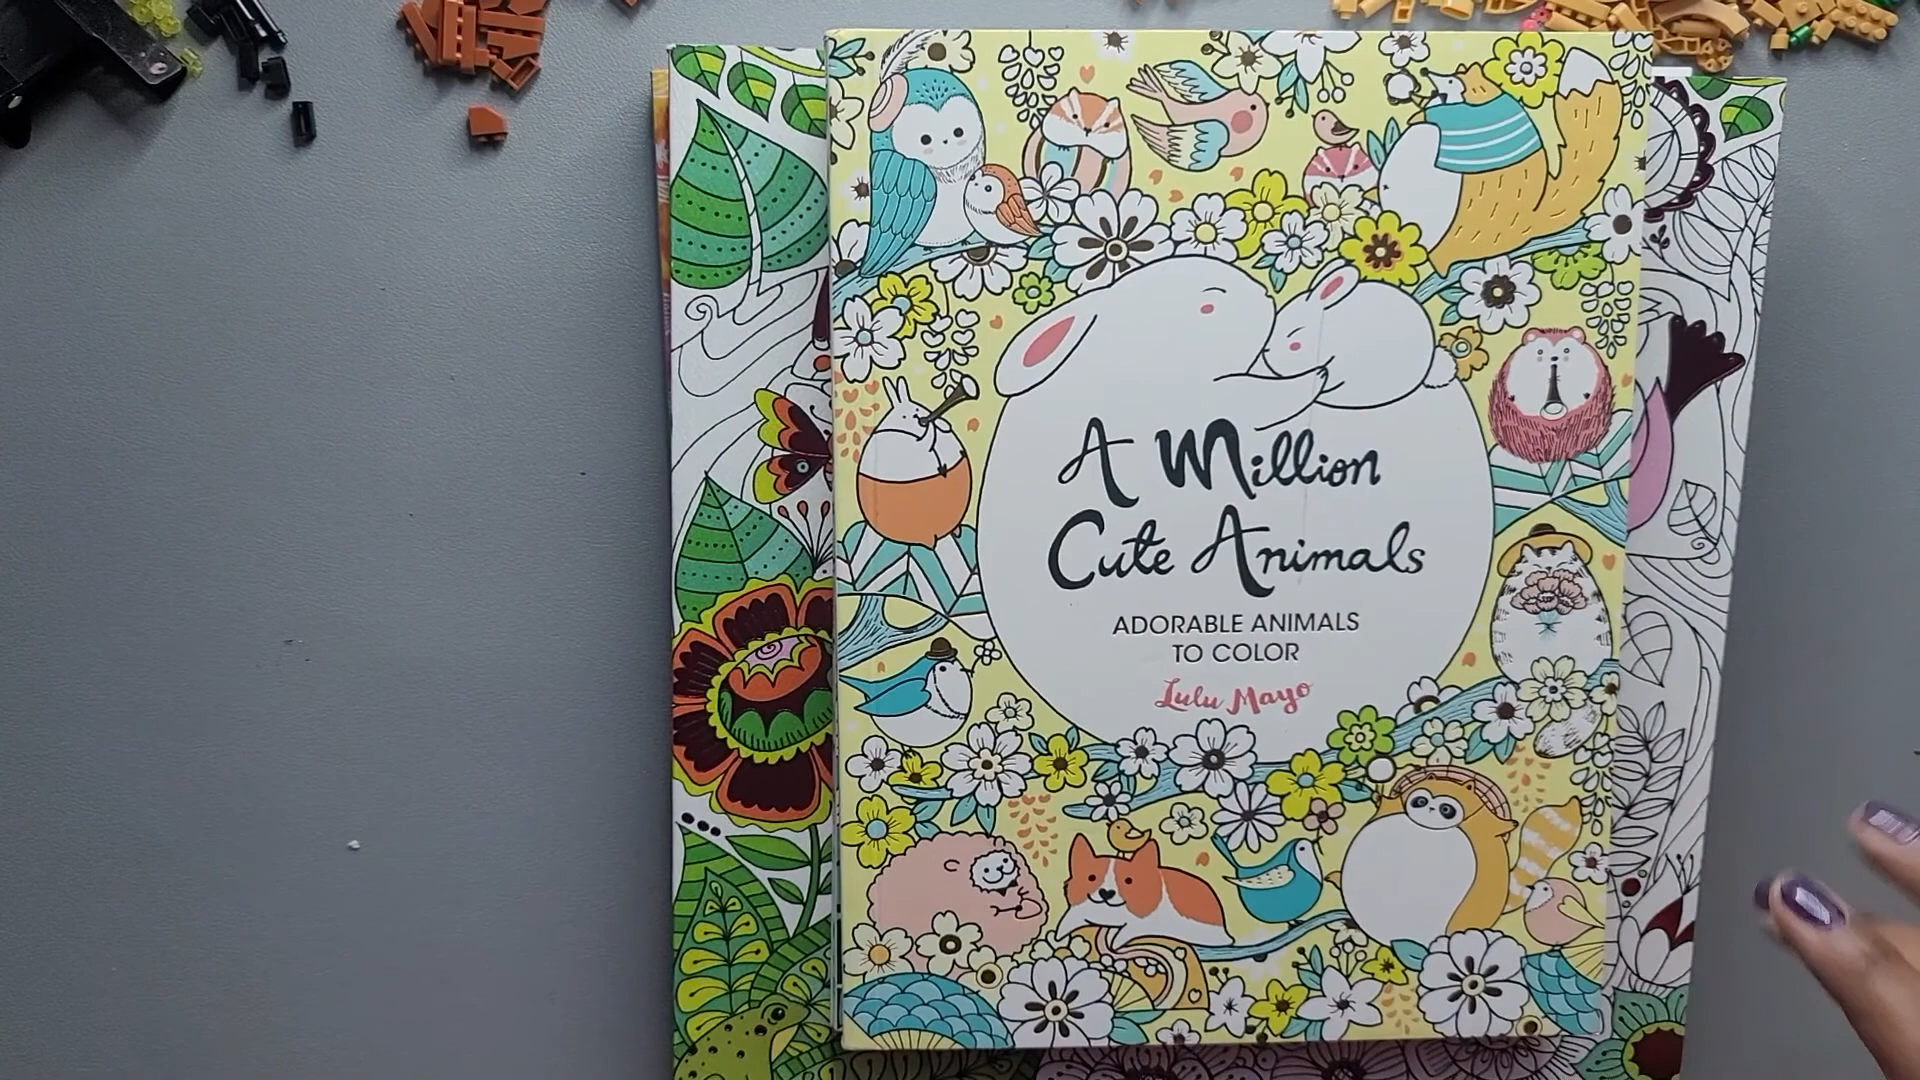 A Million
Cute Animals
ADORABLE ANIMALS
TO COLOR
Lulu Mayo